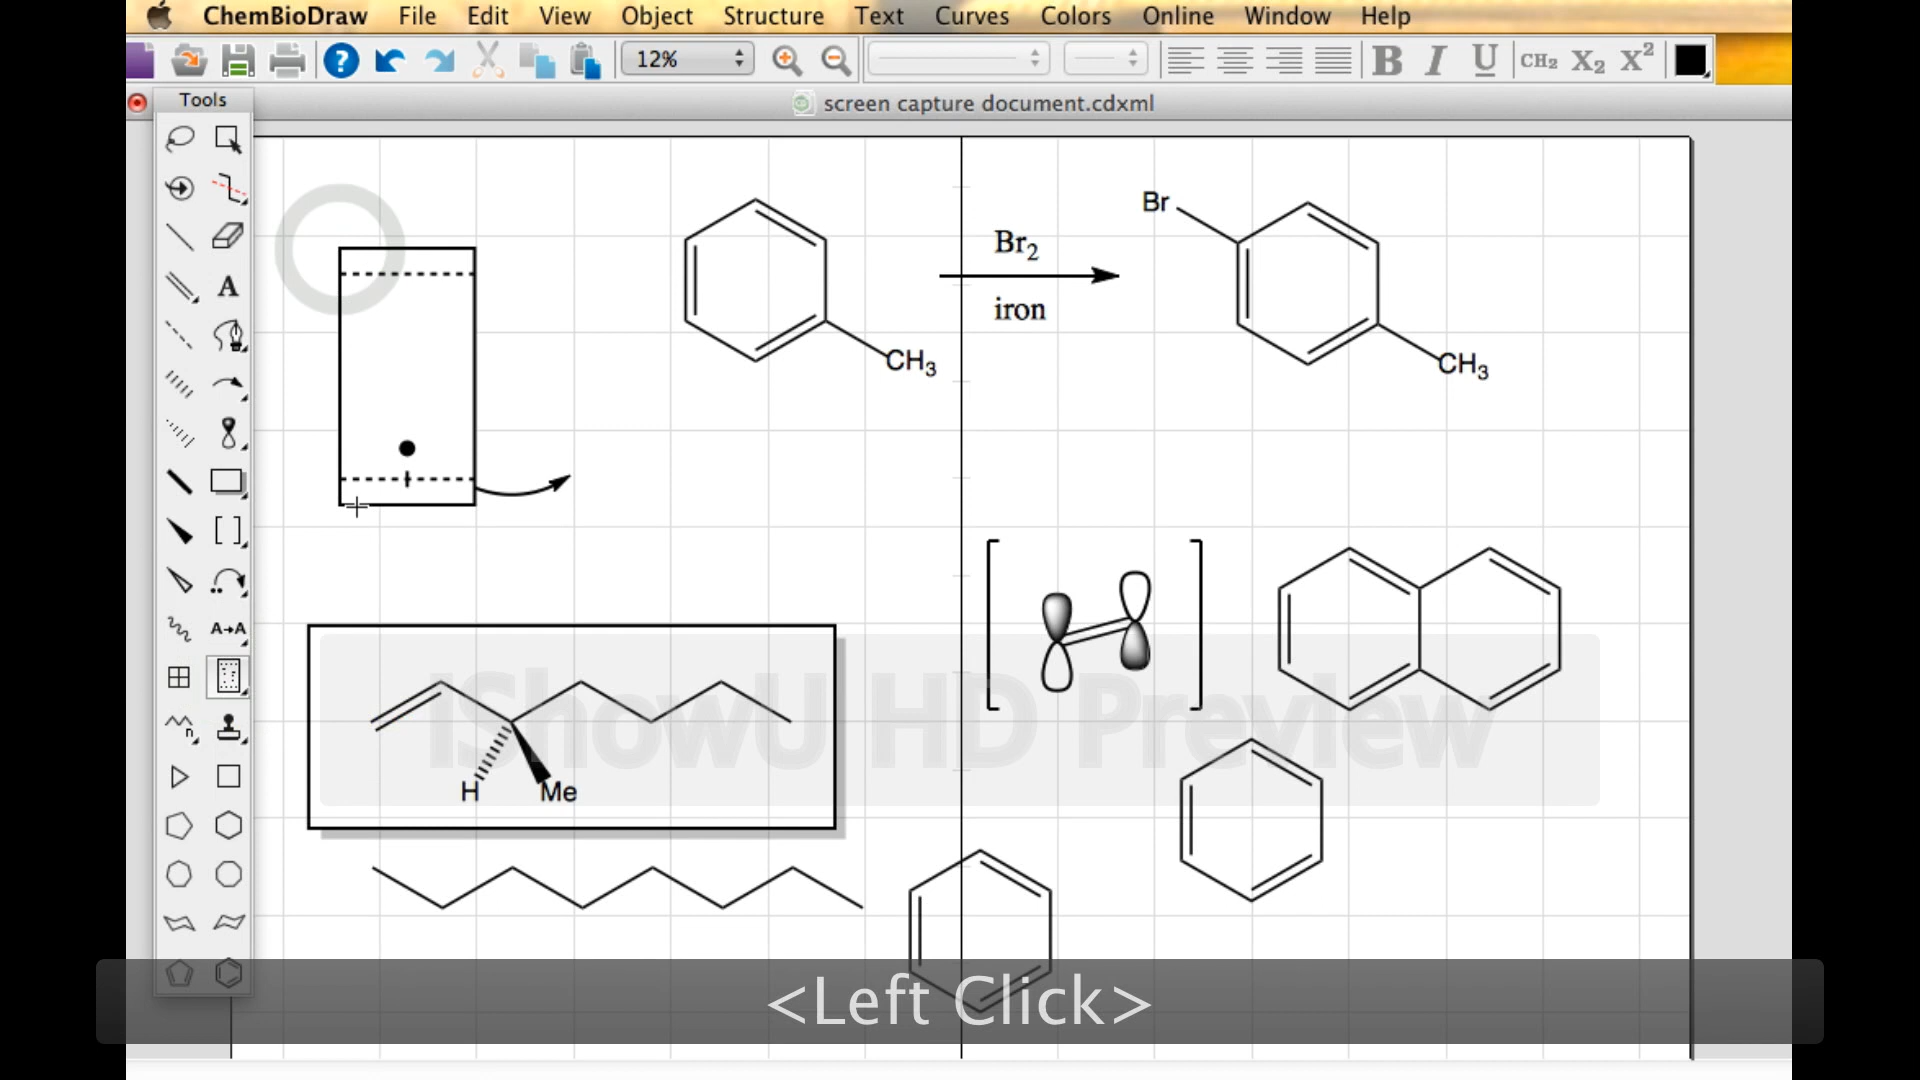 ChemBioDraw File Edit View Object Structure Text Curves Colors Online Window Help
12% B I U CH2 X2 X2
Tools
screen capture document.cdxml
A
A→A
n
Br
Br2
iron
CH3
CH3
iShowU HD Preview
H Me
<Left Click>